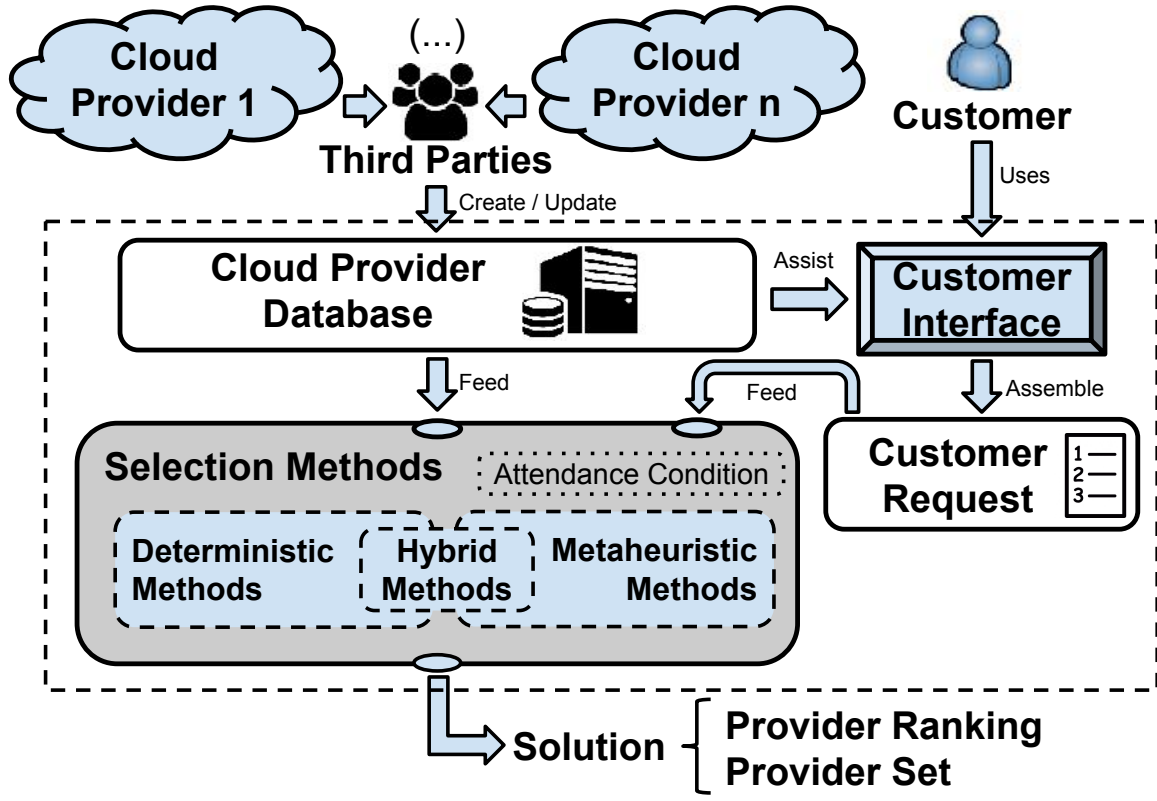 (...)
Cloud
Provider 1
Cloud
Provider n
Customer
Third Parties
Create / Update
Uses
Cloud Provider
Database
Assist
Customer
Interface
Feed
Feed
Assemble
Selection Methods
Attendance Condition
Customer
Request
1
2
3
Deterministic
Methods
Hybrid
Methods
Metaheuristic
Methods
Solution
Provider Ranking
Provider Set